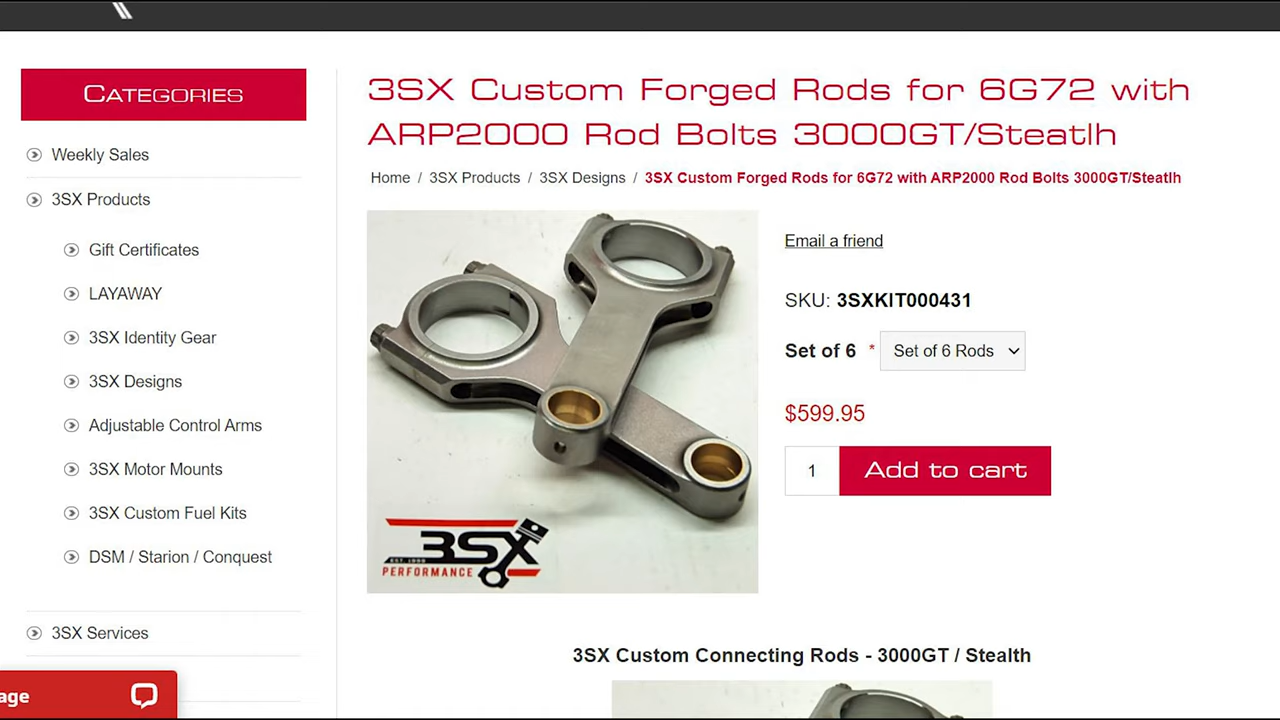 CATEGORIES
Weekly Sales
3SX Products
Gift Certificates
LAYAWAY
3SX Identity Gear
3SX Designs
Adjustable Control Arms
3SX Motor Mounts
3SX Custom Fuel Kits
DSM / Starion / Conquest
3SX Services
age
3SX Custom Forged Rods for 6G72 with
ARP2000 Rod Bolts 3000GT/Steatlh
Home / 3SX Products / 3SX Designs / 3SX Custom Forged Rods for 6G72 with ARP2000 Rod Bolts 3000GT/Steatlh
3SX
EST. 1999
PERFORMANCE
Email a friend
SKU: 3SXKIT000431
Set of 6 * Set of 6 Rods
$599.95
1 Add to cart
3SX Custom Connecting Rods - 3000GT / Stealth